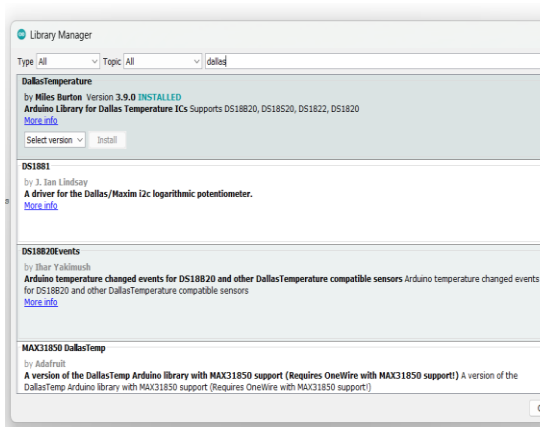 Library Manager
Type All Topic All dallas
DallasTemperature
by Miles Burton Version 3.9.0 INSTALLED
Arduino Library for Dallas Temperature ICs Supports DS18B20, DS18S20, DS1822, DS1820
More info
Select version Install
DS1881
by J. Ian Lindsay
A driver for the Dallas/Maxim i2c logarithmic potentiometer.
More info
DS18B20Events
by Ihar Yakimush
Arduino temperature changed events for DS18B20 and other DallasTemperature compatible sensors Arduino temperature changed events
for DS18B20 and other DallasTemperature compatible sensors
More info
MAX31850 DallasTemp
by Adafruit
A version of the DallasTemp Arduino library with MAX31850 support (Requires OneWire with MAX31850 support!) A version of the
DallasTemp Arduino library with MAX31850 support (Requires OneWire with MAX31850 support!)